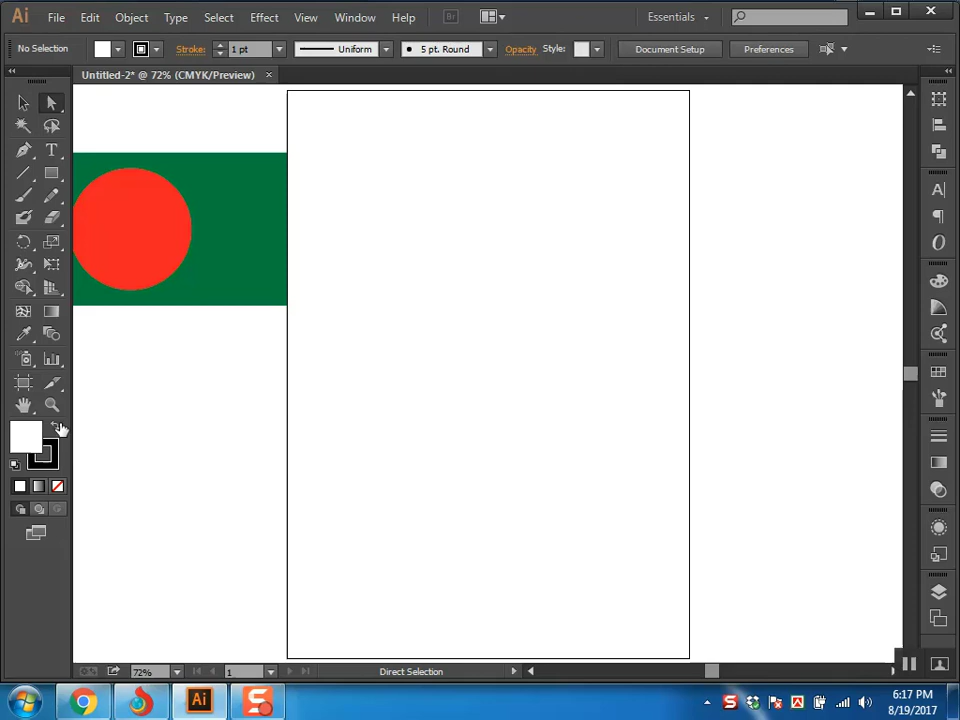 Ai File Edit Object Type Select Effect View Window Help Br Essentials
No Selection Stroke: 1 pt Uniform 5 pt. Round Opacity Style: Document Setup Preferences
Untitled-2* @ 72% (CMYK/Preview)
72% 1 Direct Selection
Ai S
6:17 PM
8/19/2017